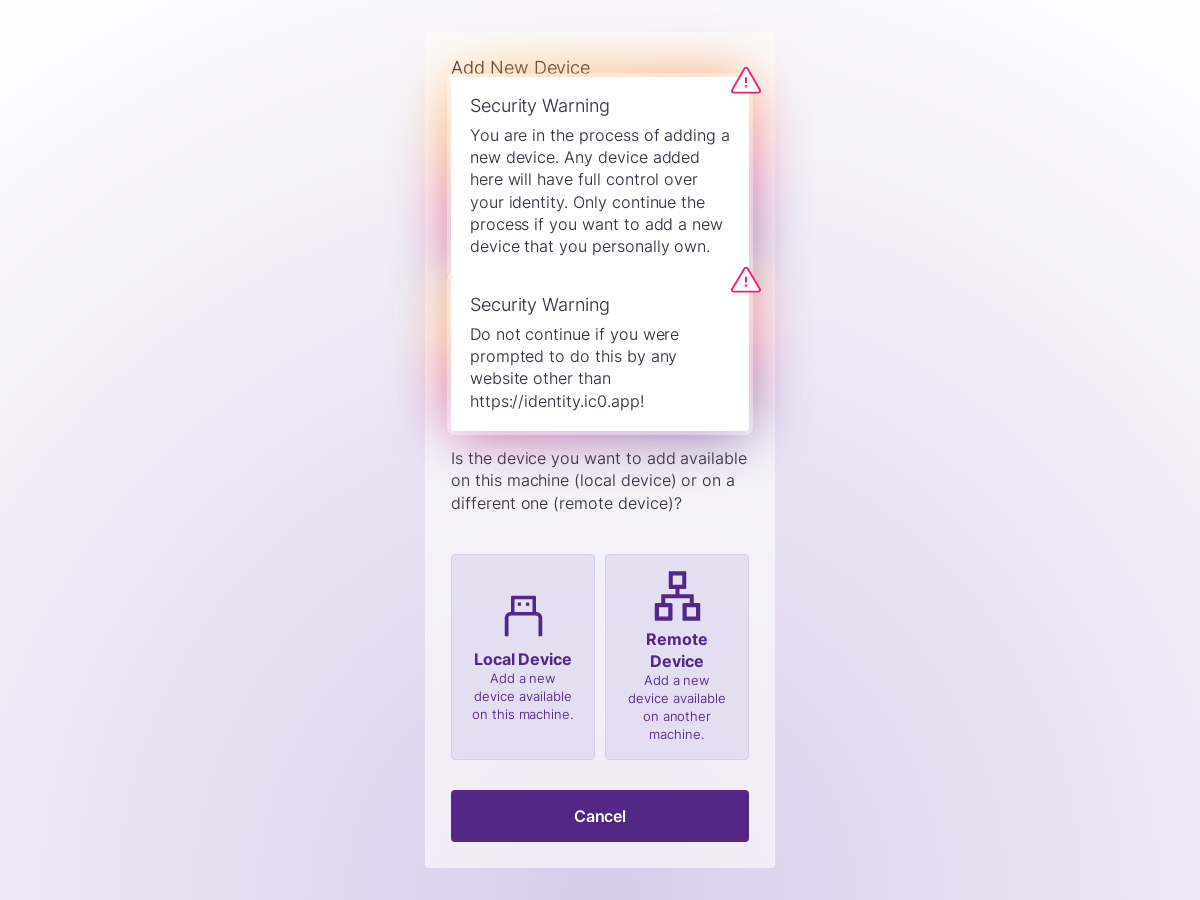 Add New Device
Security Warning
You are in the process of adding a
new device. Any device added
here will have full control over
your identity. Only continue the
process if you want to add a new
device that you personally own.
Security Warning
Do not continue if you were
prompted to do this by any
website other than
https://identity.ic0.app!
Is the device you want to add available
on this machine (local device) or on a
different one (remote device)?
Local Device
Add a new
device available
on this machine.
Remote
Device
Add a new
device available
on another
machine.
Cancel